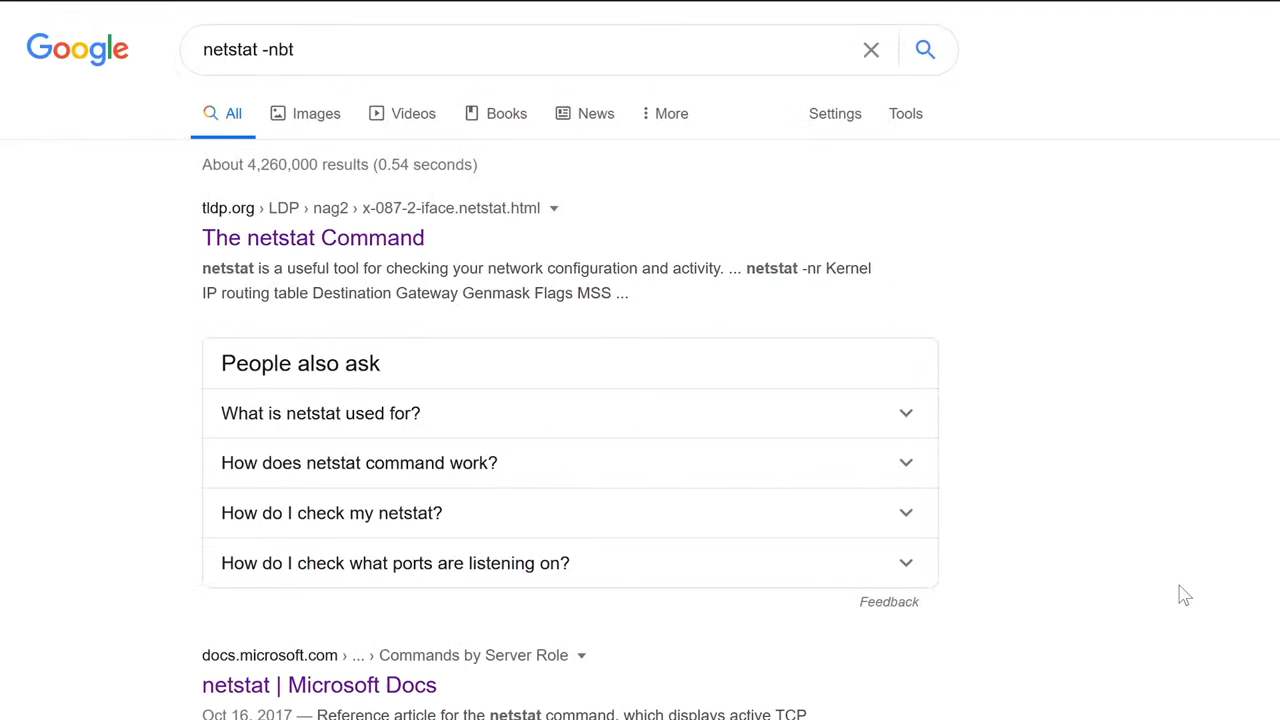 Google
netstat -nbt
All Images Videos Books News More Settings Tools
About 4,260,000 results (0.54 seconds)
tldp.org › LDP › nag2 › x-087-2-iface.netstat.html
The netstat Command
netstat is a useful tool for checking your network configuration and activity. ... netstat -nr Kernel
IP routing table Destination Gateway Genmask Flags MSS ...
People also ask
What is netstat used for?
How does netstat command work?
How do I check my netstat?
How do I check what ports are listening on?
Feedback
docs.microsoft.com › ... › Commands by Server Role
netstat | Microsoft Docs
Oct 16, 2017 — Reference article for the netstat command, which displays active TCP